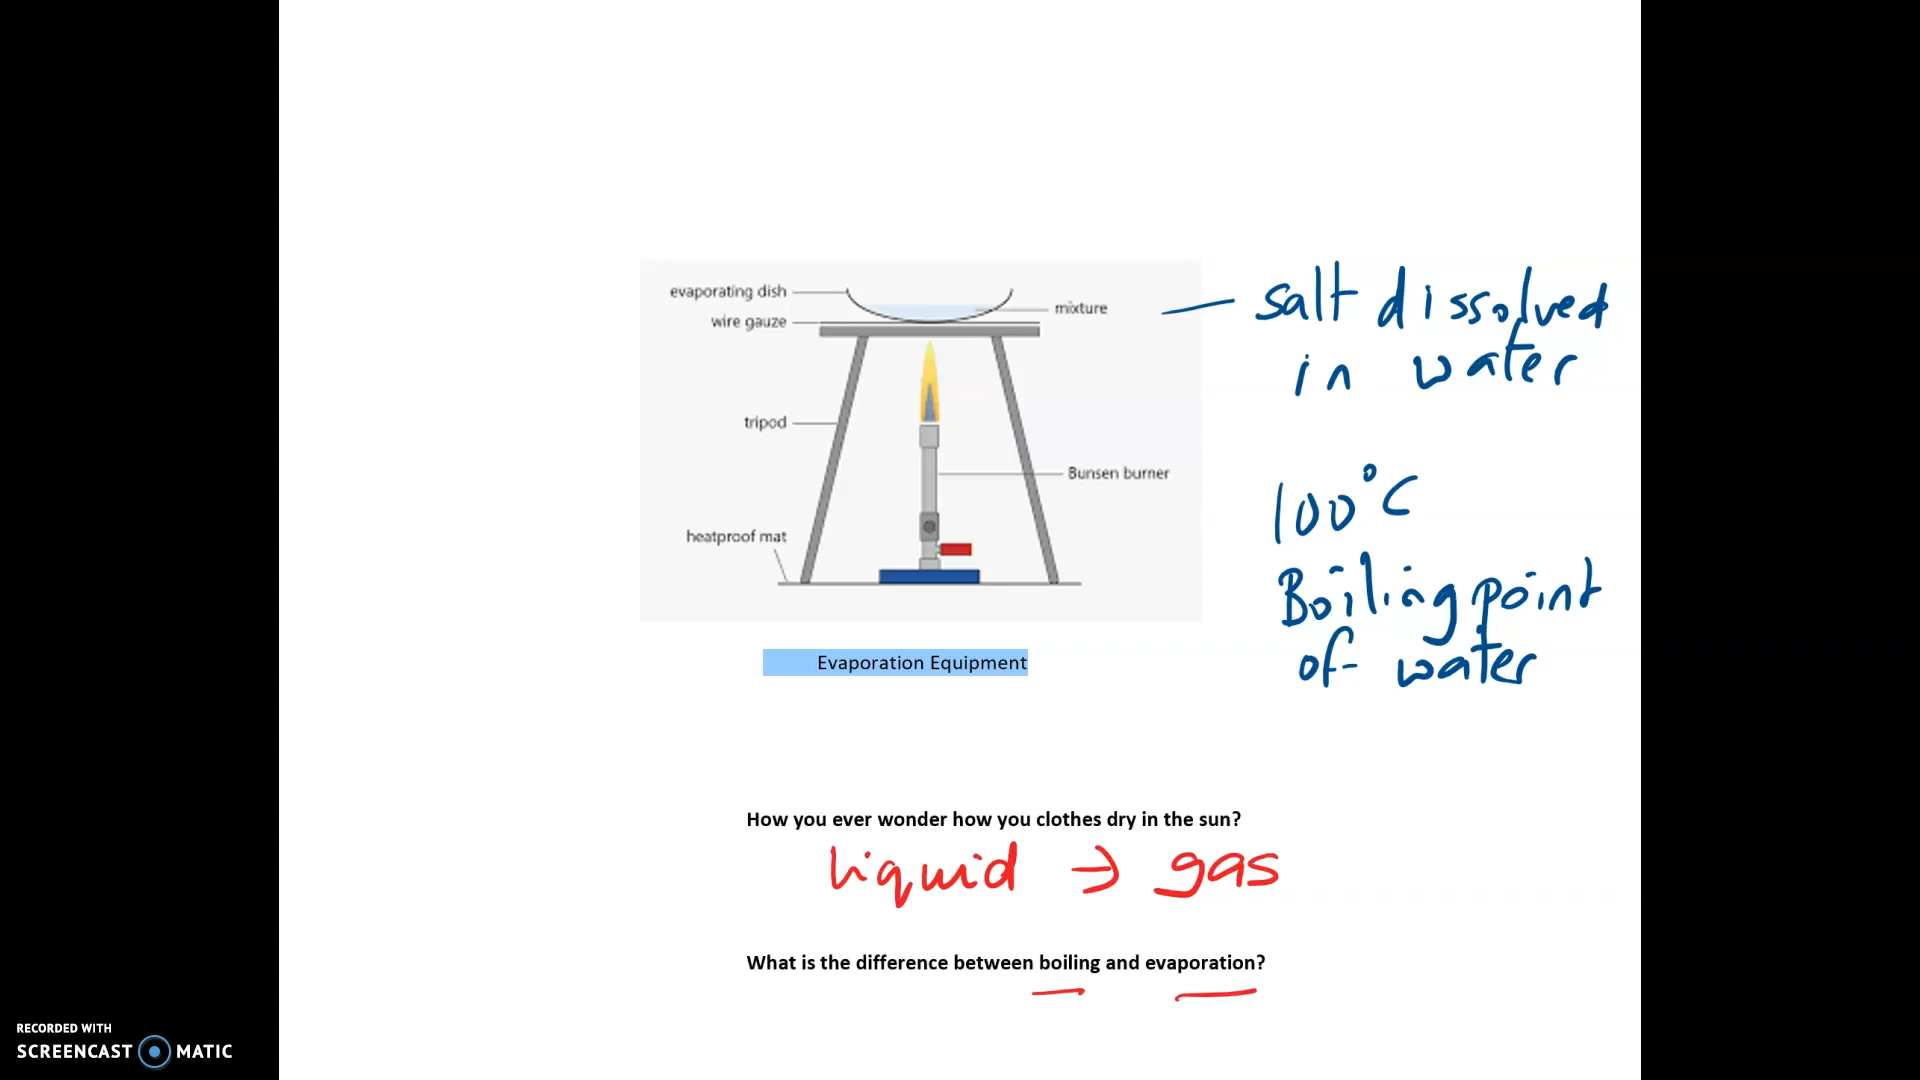 evaporating dish
mixture
wire gauze
tripod
Bunsen burner
heatproof mat
Evaporation Equipment
salt dissolved
in water
100°C
Boiling point
of water
How you ever wonder how you clothes dry in the sun?
liquid → gas
What is the difference between boiling and evaporation?
RECORDED WITH
SCREENCAST MATIC